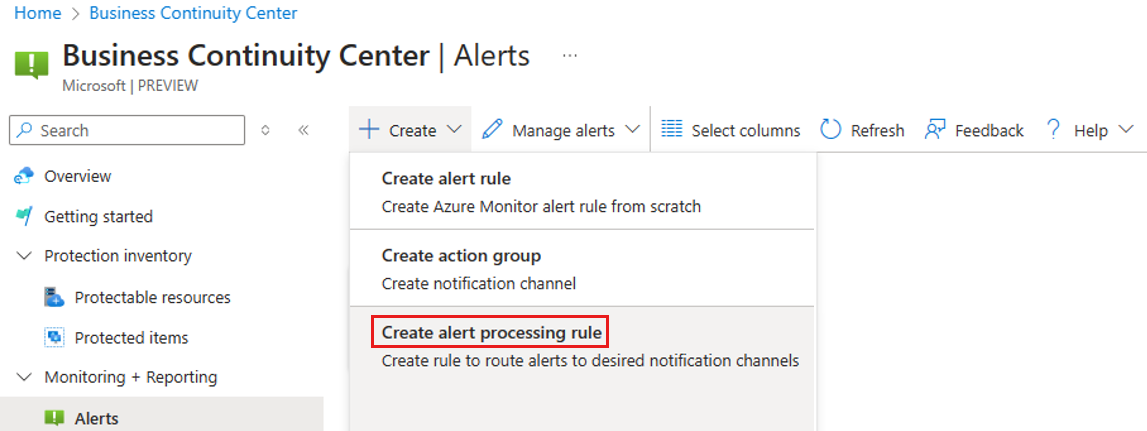 Home > Business Continuity Center
Business Continuity Center | Alerts ...
Microsoft | PREVIEW
Search
Create Manage alerts Select columns Refresh Feedback ? Help
Overview
Getting started
Protection inventory
Protectable resources
Protected items
Monitoring + Reporting
Alerts
Create alert rule
Create Azure Monitor alert rule from scratch
Create action group
Create notification channel
Create alert processing rule
Create rule to route alerts to desired notification channels